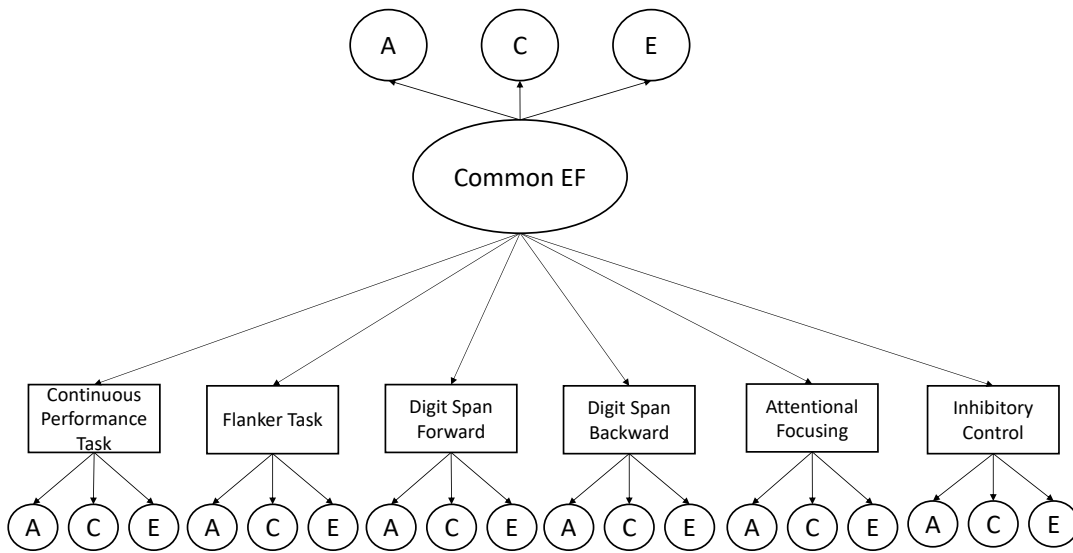 A C E
Common EF
Continuous
Performance
Task
Flanker Task
Digit Span
Forward
Digit Span
Backward
Attentional
Focusing
Inhibitory
Control
A C E A C E A C E A C E A C E A C E